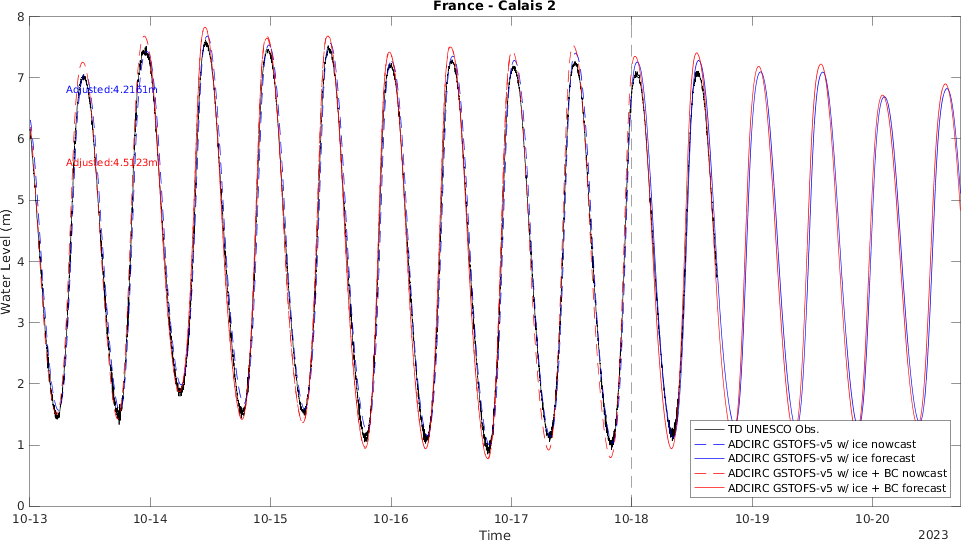 France - Calais 2
8
7
6
5
4
3
2
1
0
Water Level (m)
Adjusted:4.2161m
Adjusted:4.5123m
TD UNESCO Obs.
ADCIRC GSTOFS-v5 w/ ice nowcast
ADCIRC GSTOFS-v5 w/ ice forecast
ADCIRC GSTOFS-v5 w/ ice + BC nowcast
ADCIRC GSTOFS-v5 w/ ice + BC forecast
10-13 10-14 10-15 10-16 10-17 10-18 10-19 10-20
Time
2023